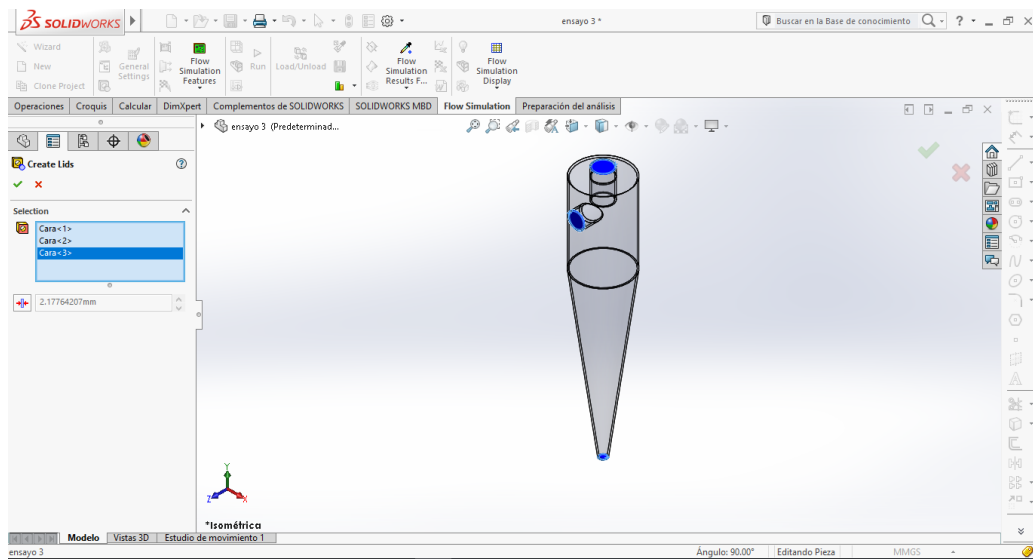 SOLIDWORKS
ensayo 3 *
Buscar en la Base de conocimiento
Wizard
New
Clone Project
General Settings
Flow Simulation Features
Run
Load/Unload
Flow Simulation Results F...
Flow Simulation Display
Operaciones Croquis Calcular DimXpert Complementos de SOLIDWORKS SOLIDWORKS MBD Flow Simulation Preparación del análisis
ensayo 3 (Predeterminad...
Create Lids
Selection
Cara<1>
Cara<2>
Cara<3>
2.17764207mm
Y
Z
X
*Isométrica
Modelo Vistas 3D Estudio de movimiento 1
ensayo 3
Ángulo: 90.00° Editando Pieza MMGS